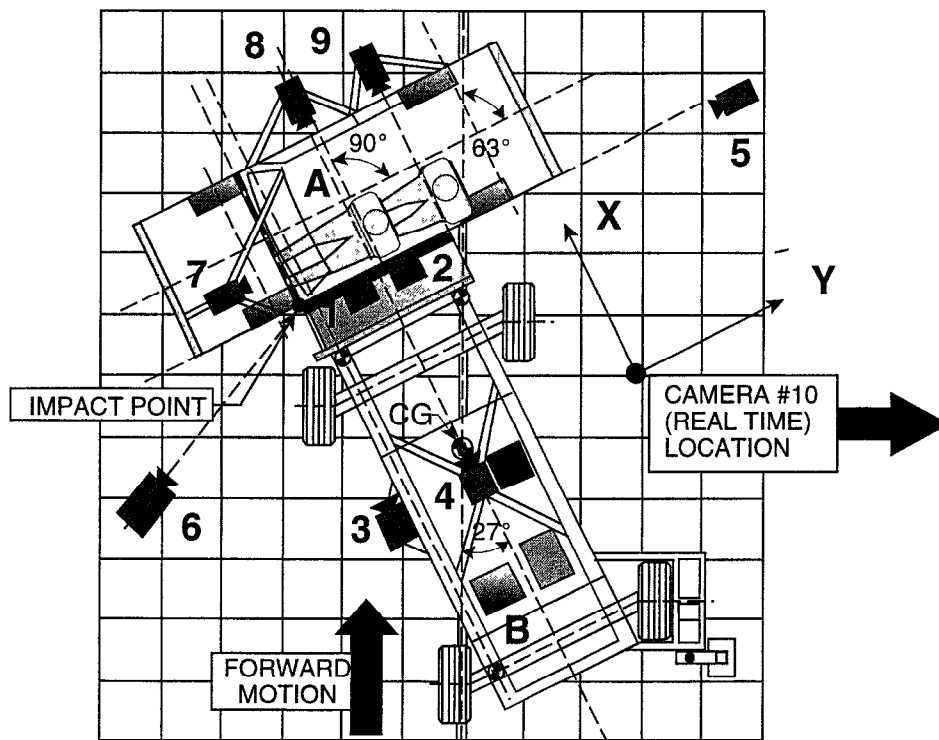 8
9
5
90°
63°
A
X
7
2
Y
1
IMPACT POINT
CAMERA #10
(REAL TIME)
LOCATION
CG
4
6
3
27°
B
FORWARD
MOTION